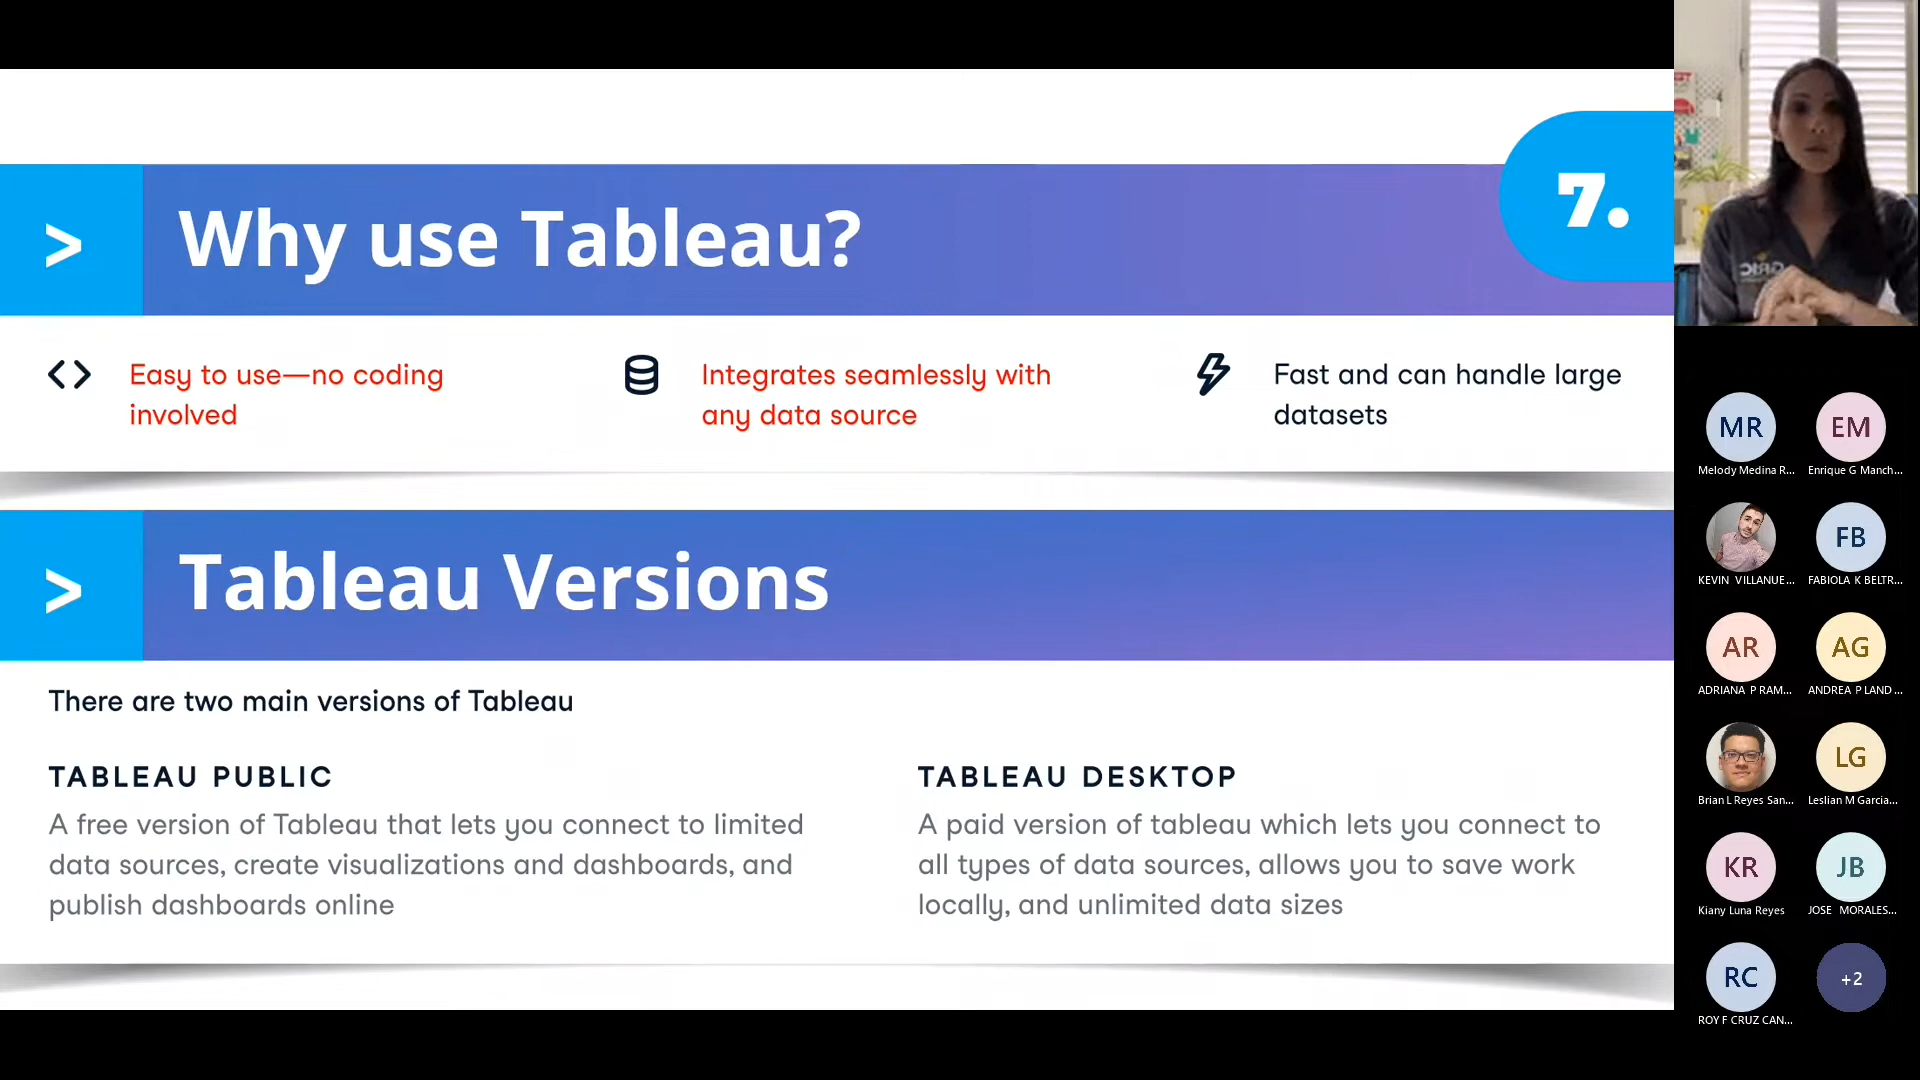 7.
> Why use Tableau?
Easy to use—no coding
involved
Integrates seamlessly with
any data source
Fast and can handle large
datasets
> Tableau Versions
There are two main versions of Tableau
TABLEAU PUBLIC
A free version of Tableau that lets you connect to limited
data sources, create visualizations and dashboards, and
publish dashboards online
TABLEAU DESKTOP
A paid version of tableau which lets you connect to
all types of data sources, allows you to save work
locally, and unlimited data sizes
MR
Melody Medina R...
EM
Enrique G Manch...
KEVIN VILLANUE...
FB
FABIOLA K BELTR...
AR
ADRIANA P RAM...
AG
ANDREA P LAND...
Brian L Reyes San...
LG
Leslian M Garcia...
KR
Kiany Luna Reyes
JB
JOSE MORALES...
RC
ROY F CRUZ CAN...
+2